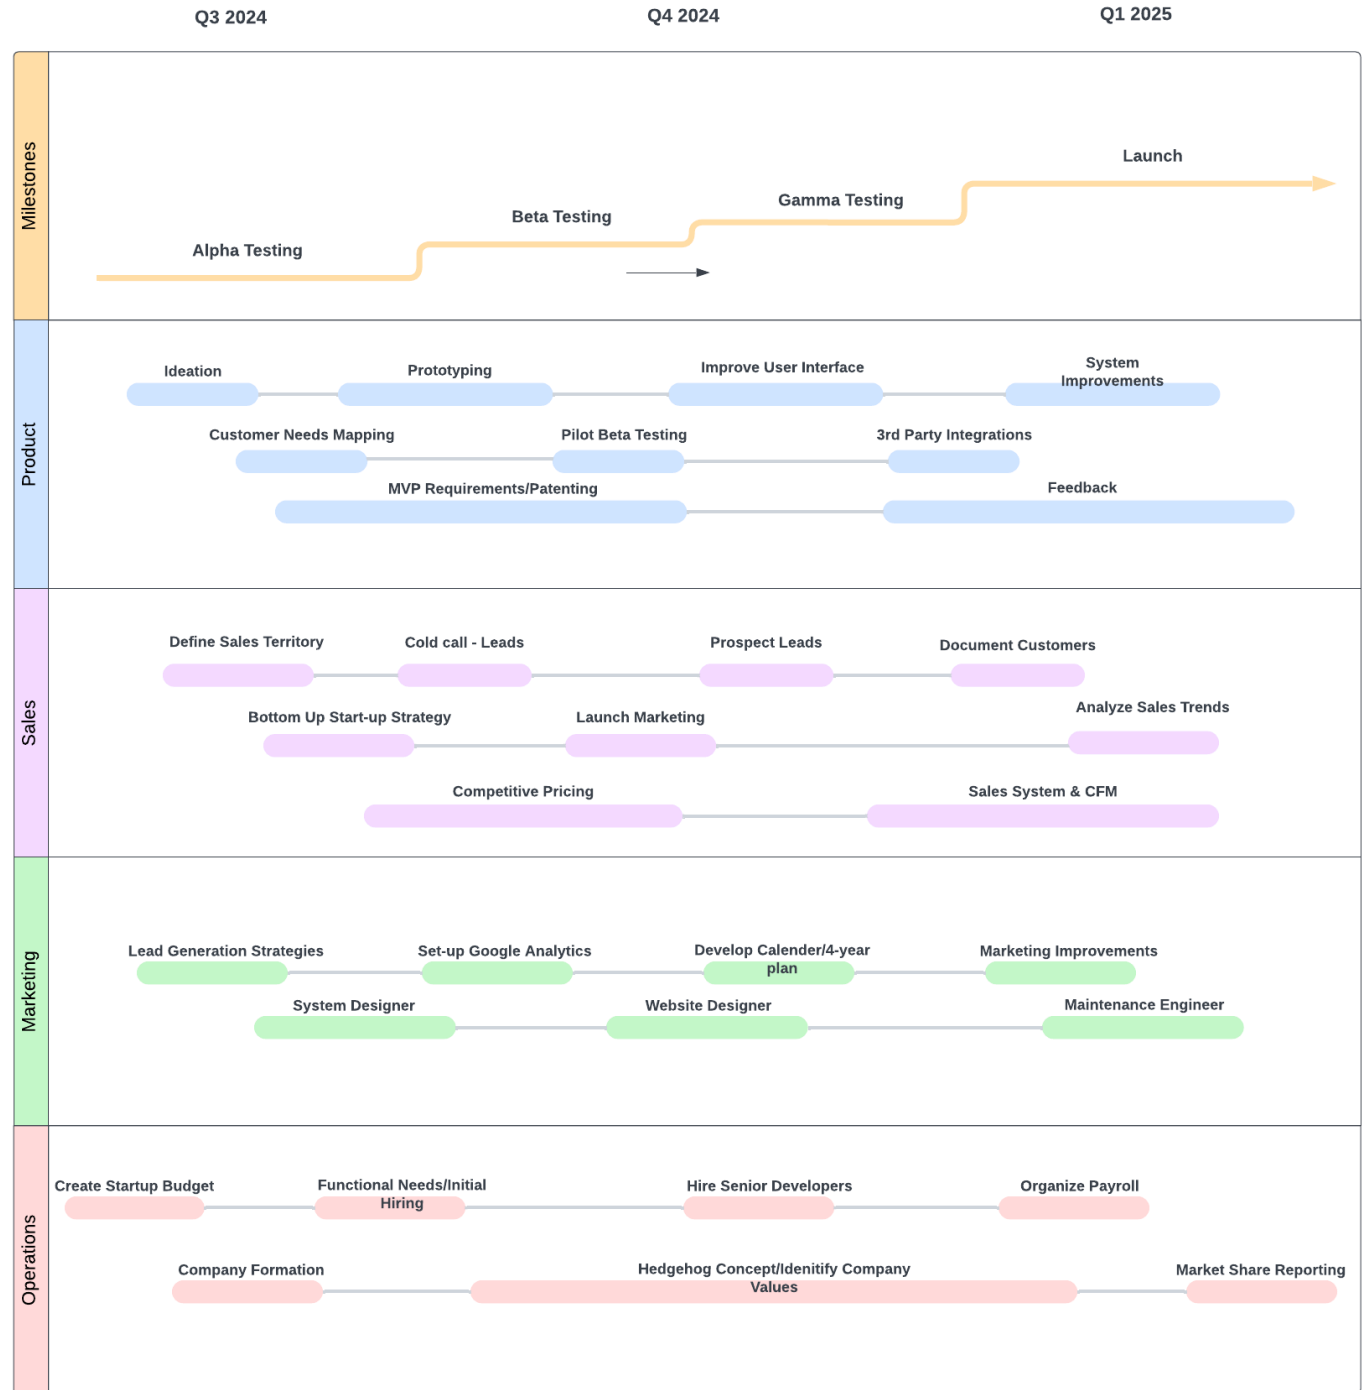 Q3 2024
Q4 2024
Q1 2025
Milestones
Launch
Gamma Testing
Beta Testing
Alpha Testing
Product
Ideation
Prototyping
Improve User Interface
System
Improvements
Customer Needs Mapping
Pilot Beta Testing
3rd Party Integrations
MVP Requirements/Patenting
Feedback
Sales
Define Sales Territory
Cold call - Leads
Prospect Leads
Document Customers
Bottom Up Start-up Strategy
Launch Marketing
Analyze Sales Trends
Competitive Pricing
Sales System & CFM
Marketing
Lead Generation Strategies
Set-up Google Analytics
Develop Calender/4-year
plan
Marketing Improvements
System Designer
Website Designer
Maintenance Engineer
Operations
Create Startup Budget
Functional Needs/Initial
Hiring
Hire Senior Developers
Organize Payroll
Company Formation
Hedgehog Concept/Idenitify Company
Values
Market Share Reporting